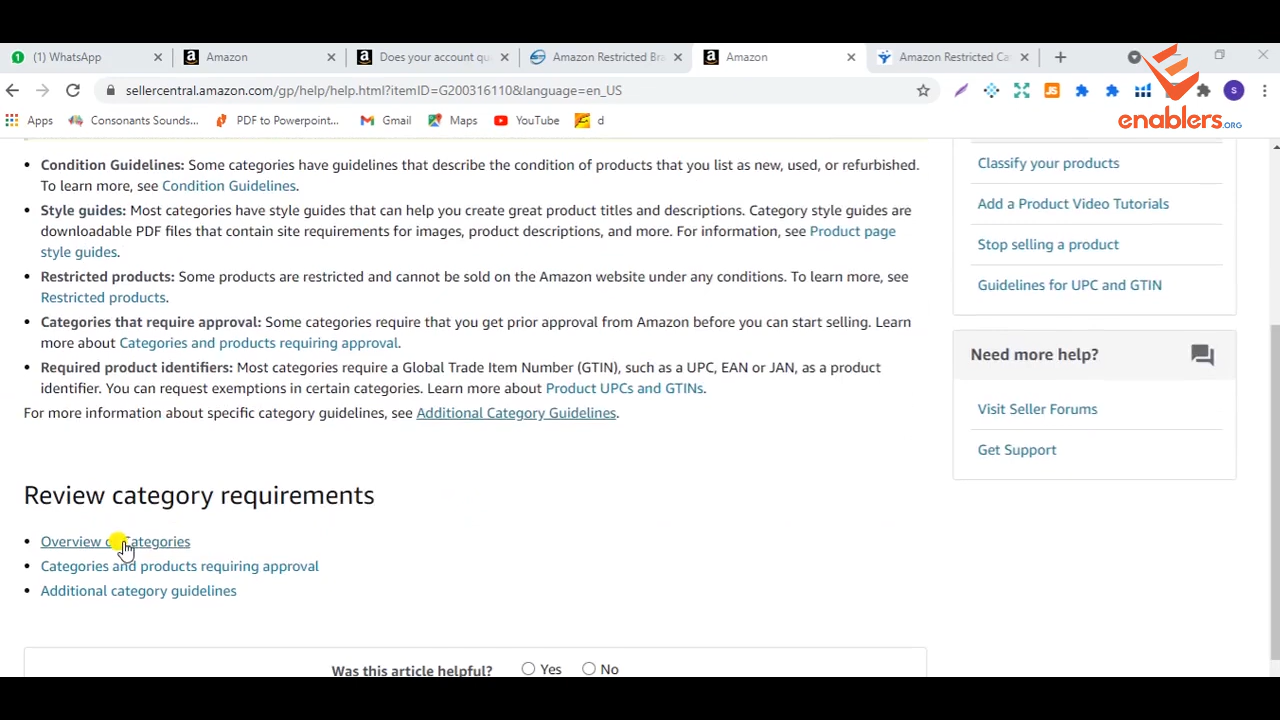 (1) WhatsApp
Amazon
Does your account qu
Amazon Restricted Bra
Amazon
Amazon Restricted Ca
sellercentral.amazon.com/gp/help/help.html?itemID=G200316110&language=en_US
S
enablers.ORG
Apps
Consonants Sounds...
PDF to Powerpoint...
Gmail
Maps
YouTube
d
• Condition Guidelines: Some categories have guidelines that describe the condition of products that you list as new, used, or refurbished.
To learn more, see Condition Guidelines.
• Style guides: Most categories have style guides that can help you create great product titles and descriptions. Category style guides are
downloadable PDF files that contain site requirements for images, product descriptions, and more. For information, see Product page
style guides.
• Restricted products: Some products are restricted and cannot be sold on the Amazon website under any conditions. To learn more, see
Restricted products.
• Categories that require approval: Some categories require that you get prior approval from Amazon before you can start selling. Learn
more about Categories and products requiring approval.
• Required product identifiers: Most categories require a Global Trade Item Number (GTIN), such as a UPC, EAN or JAN, as a product
identifier. You can request exemptions in certain categories. Learn more about Product UPCs and GTINs.
For more information about specific category guidelines, see Additional Category Guidelines.
Review category requirements
• Overview of Categories
• Categories and products requiring approval
• Additional category guidelines
Was this article helpful? Yes No
Classify your products
Add a Product Video Tutorials
Stop selling a product
Guidelines for UPC and GTIN
Need more help?
Visit Seller Forums
Get Support